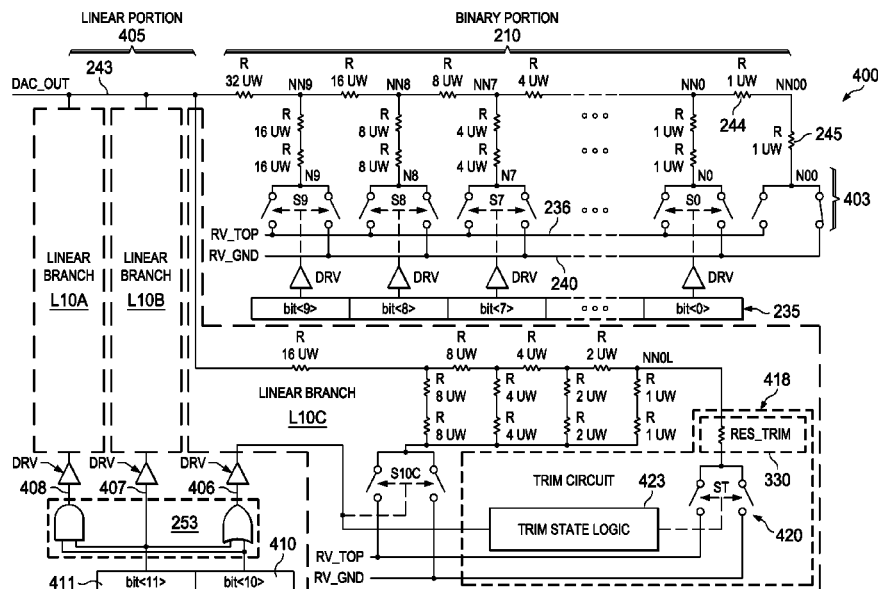 LINEAR PORTION
405
BINARY PORTION
210
DAC_OUT
243
R
32 UW
NN9
R
16 UW
NN8
R
8 UW
NN7
R
4 UW
NN0
R
1 UW
NN00
400
244
245
R
16 UW
R
16 UW
R
8 UW
R
8 UW
R
4 UW
R
4 UW
R
1 UW
R
1 UW
R
1 UW
N9
N8
N7
N0
N00
403
S9
S8
S7
S0
236
RV_TOP
RV_GND
240
DRV
DRV
DRV
DRV
bit<9>
bit<8>
bit<7>
bit<0>
235
LINEAR
BRANCH
L10A
LINEAR
BRANCH
L10B
R
16 UW
R
8 UW
R
4 UW
R
2 UW
NN0L
LINEAR BRANCH
L10C
R
8 UW
R
8 UW
R
4 UW
R
4 UW
R
2 UW
R
2 UW
R
1 UW
R
1 UW
418
RES_TRIM
330
DRV
408
DRV
407
DRV
406
S10C
TRIM CIRCUIT
423
TRIM STATE LOGIC
ST
420
253
410
RV_TOP
RV_GND
411
bit<11>
bit<10>